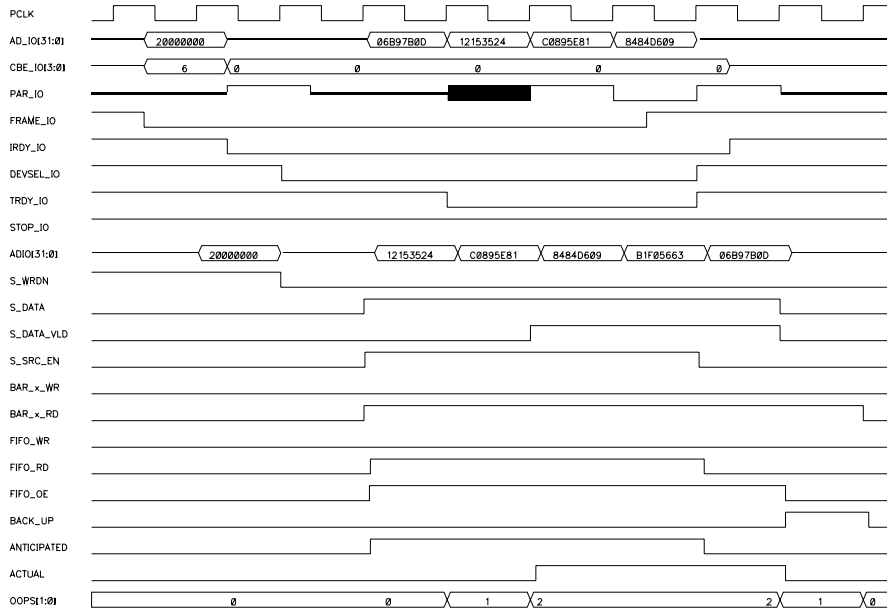 PCLK
AD_IO[31:0] 20000000 06B97B0D 12153524 C0895E81 8484D609
CBE_IO[3:0] 6 0 0 0 0 0
PAR_IO
FRAME_IO
IRDY_IO
DEVSEL_IO
TRDY_IO
STOP_IO
ADIO[31:0] 20000000 12153524 C0895E81 8484D609 B1F05663 06B97B0D
S_WRDN
S_DATA
S_DATA_VLD
S_SRC_EN
BAR_x_WR
BAR_x_RD
FIFO_WR
FIFO_RD
FIFO_OE
BACK_UP
ANTICIPATED
ACTUAL
OOPS[1:0] 0 0 1 2 2 1 0